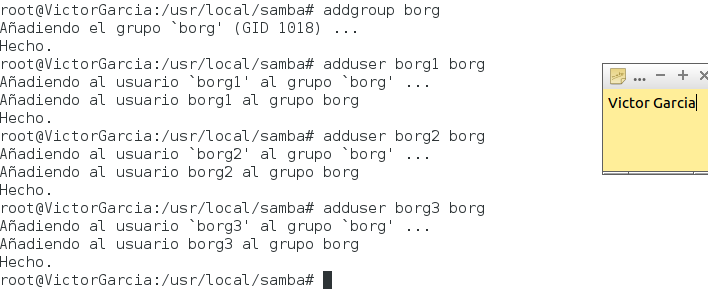 root@VictorGarcia:/usr/local/samba# addgroup borg
Añadiendo el grupo `borg' (GID 1018) ...
Hecho.
root@VictorGarcia:/usr/local/samba# adduser borg1 borg
Añadiendo al usuario `borg1' al grupo `borg' ...
Añadiendo al usuario borg1 al grupo borg
Hecho.
root@VictorGarcia:/usr/local/samba# adduser borg2 borg
Añadiendo al usuario `borg2' al grupo `borg' ...
Añadiendo al usuario borg2 al grupo borg
Hecho.
root@VictorGarcia:/usr/local/samba# adduser borg3 borg
Añadiendo al usuario `borg3' al grupo `borg' ...
Añadiendo al usuario borg3 al grupo borg
Hecho.
root@VictorGarcia:/usr/local/samba#
...
Victor Garcia